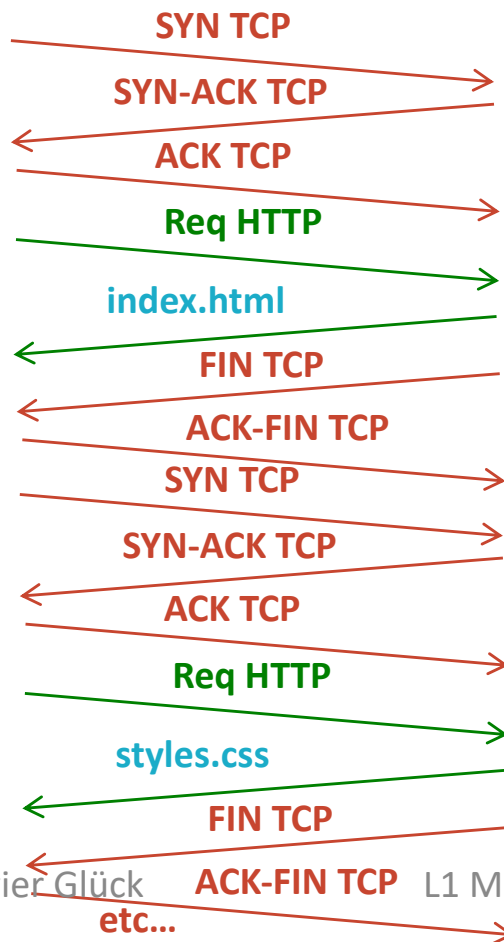 SYN TCP
SYN-ACK TCP
ACK TCP
Req HTTP
index.html
FIN TCP
ACK-FIN TCP
SYN TCP
SYN-ACK TCP
ACK TCP
Req HTTP
styles.css
FIN TCP
ier Glück ACK-FIN TCP L1 M
etc...